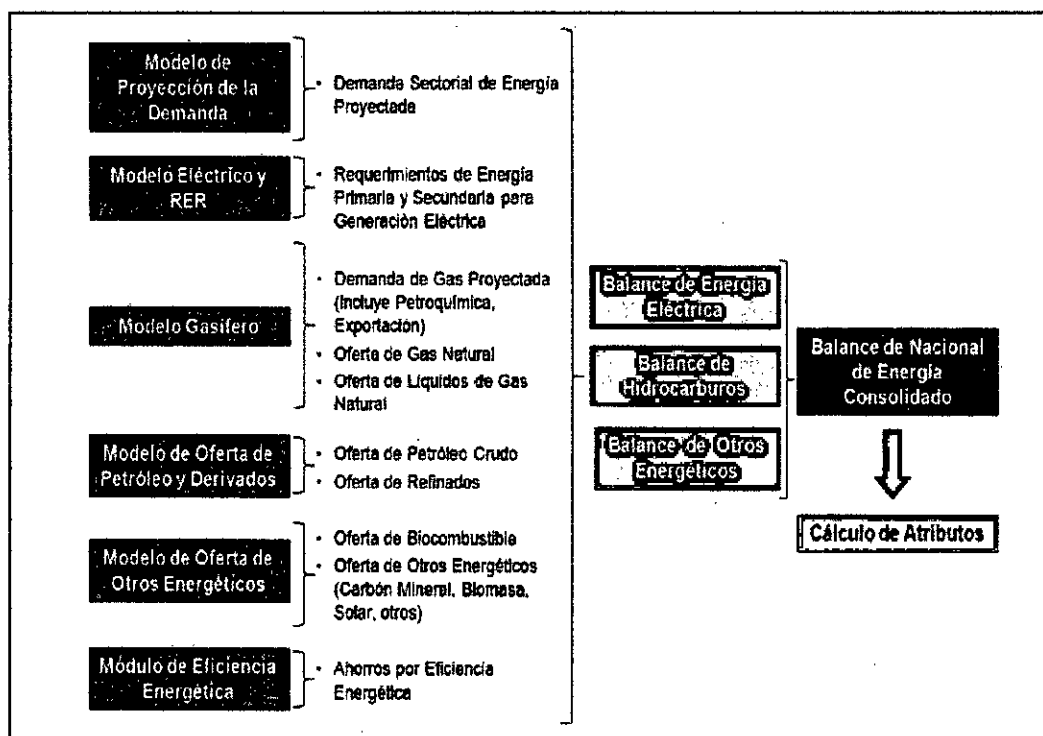 Modelo de
Proyección de la
Demanda
• Demanda Sectorial de Energía
Proyectada
Modelo Eléctrico y
RER
• Requerimientos de Energía
Primaria y Secundaria para
Generación Eléctrica
Modelo Gasífero
• Demanda de Gas Proyectada
(Incluye Petroquímica,
Exportación)
• Oferta de Gas Natural
• Oferta de Líquidos de Gas
Natural
Modelo de Oferta de
Petróleo y Derivados
• Oferta de Petróleo Crudo
• Oferta de Refinados
Modelo de Oferta de
Otros Energéticos
• Oferta de Biocombustible
• Oferta de Otros Energéticos
(Carbón Mineral, Biomasa,
Solar, otros)
Módulo de Eficiencia
Energética
• Ahorros por Eficiencia
Energética
Balance de Energía
Eléctrica
Balance de
Hidrocarburos
Balance de Otros
Energéticos
Balance de Nacional
de Energía
Consolidado
Cálculo de Atributos